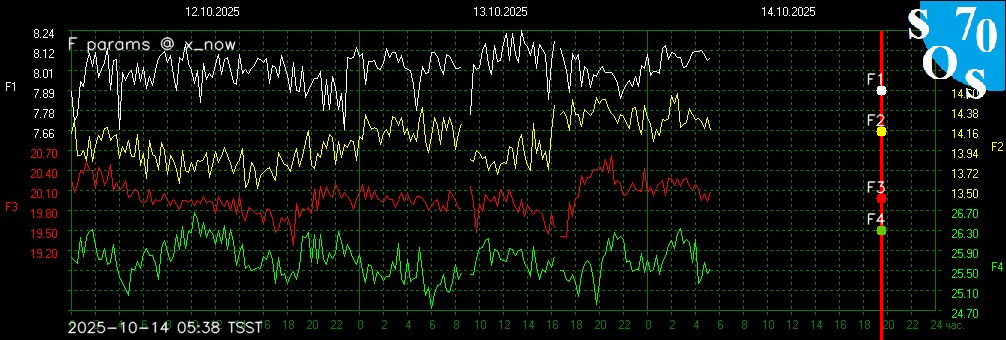 12.10.2025 13.10.2025 14.10.2025
S 70
O S
F params @ x_now
F1
8.24
8.12
8.01
7.89
7.78
7.66
F3
20.70
20.40
20.10
19.80
19.50
19.20
F1
F2
F3
F4
14.38
14.16
13.94
13.72
13.50
F2
26.70
26.30
25.90
25.50
25.10
24.70
F4
2025-10-14 05:38 TSST
18 20 22 0 2 4 6 8 10 12 14 16 18 20 22 0 2 4 6 8 10 12 14 16 18 20 22 24 час.